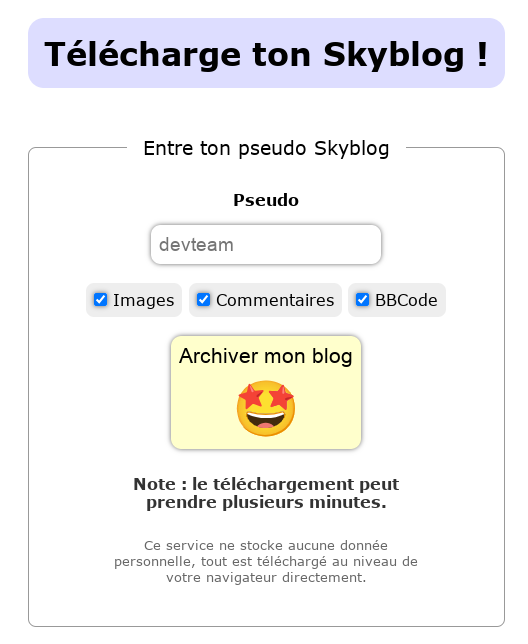 Télécharge ton Skyblog !
Entre ton pseudo Skyblog
Pseudo
devteam
Images Commentaires BBCode
Archiver mon blog
Note : le téléchargement peut
prendre plusieurs minutes.
Ce service ne stocke aucune donnée
personnelle, tout est téléchargé au niveau de
votre navigateur directement.